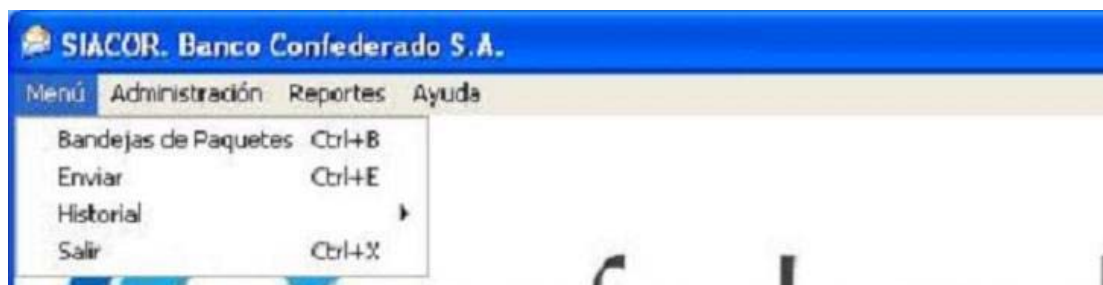 SIACOR. Banco Confederado S.A.
Menú Administración Reportes Ayuda
Bandejas de Paquetes Ctrl+B
Enviar Ctrl+E
Historial
Salir Ctrl+X